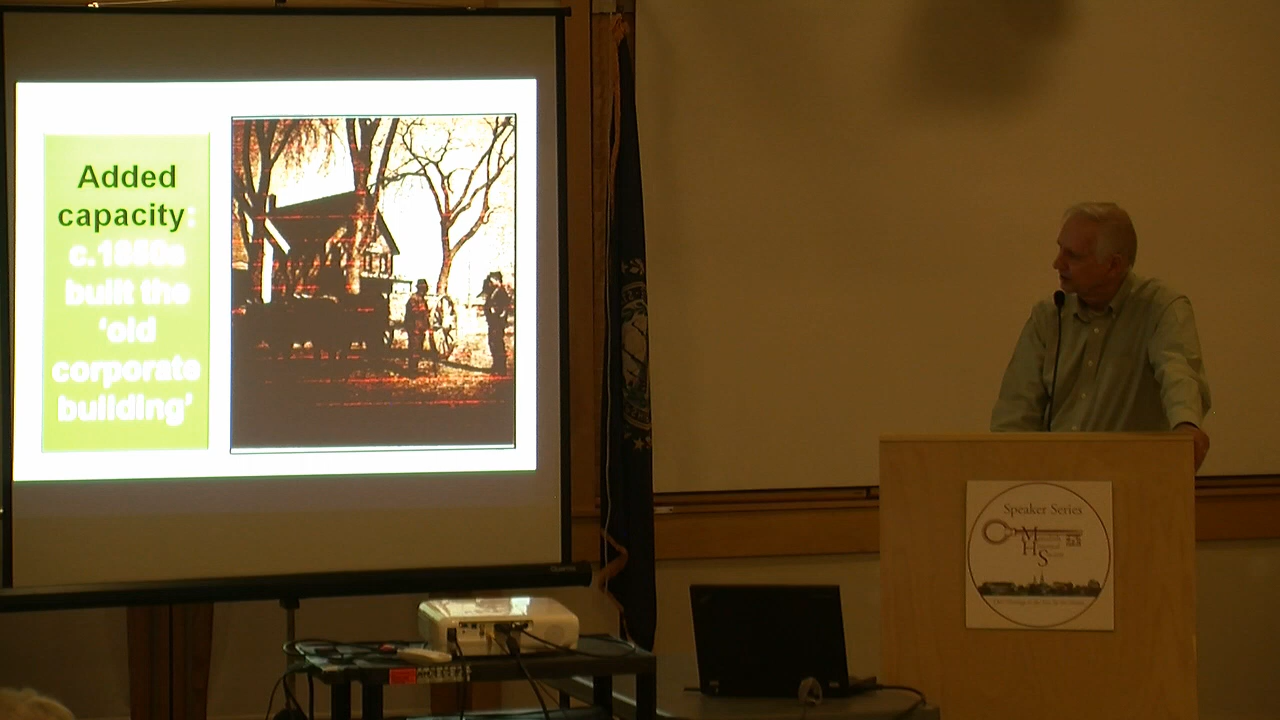 Added
capacity:
c.1850s
built the
'old
corporate
building'
Speaker Series
M
H
S